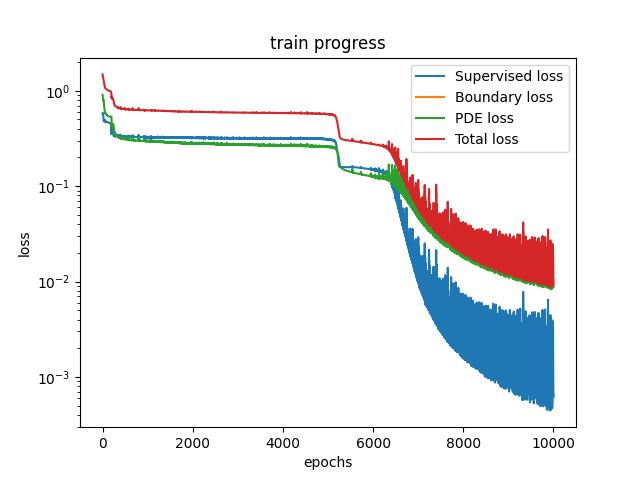 train progress
Supervised loss
Boundary loss
PDE loss
Total loss
loss
10⁰
10⁻¹
10⁻²
10⁻³
0 2000 4000 6000 8000 10000
epochs